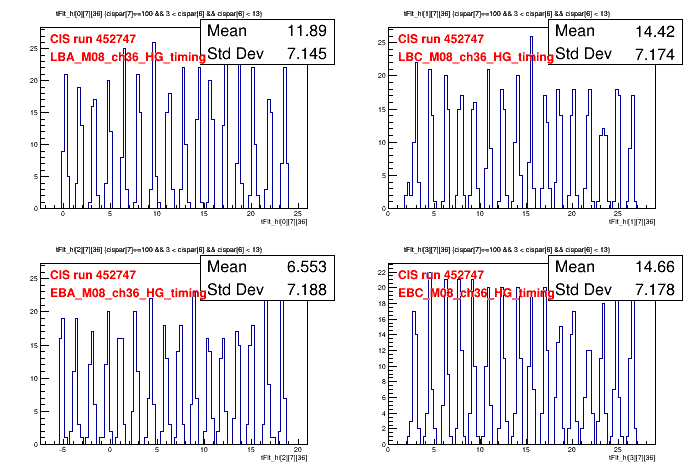 tFit_hi[0][7][36] {cispar[7]==100 && 3 < cispar[6] && cispar[6] < 13}
CIS run 452747
LBA_M08_ch36_HG_timing
Mean 11.89
Std Dev 7.145
25
20
15
10
5
0
0 5 10 15 20 25
tFit_hi[0][7][36]
tFit_hi[1][7][36] {cispar[7]==100 && 3 < cispar[6] && cispar[6] < 13}
CIS run 452747
LBC_M08_ch36_HG_timing
Mean 14.42
Std Dev 7.174
25
20
15
10
5
0
0 5 10 15 20 25
tFit_hi[1][7][36]
tFit_hi[2][7][36] {cispar[7]==100 && 3 < cispar[6] && cispar[6] < 13}
CIS run 452747
EBA_M08_ch36_HG_timing
Mean 6.553
Std Dev 7.188
25
20
15
10
5
0
-5 0 5 10 15 20
tFit_hi[2][7][36]
tFit_hi[3][7][36] {cispar[7]==100 && 3 < cispar[6] && cispar[6] < 13}
CIS run 452747
EBC_M08_ch36_HG_timing
Mean 14.66
Std Dev 7.178
22
20
18
16
14
12
10
8
6
4
2
0
0 5 10 15 20 25
tFit_hi[3][7][36]